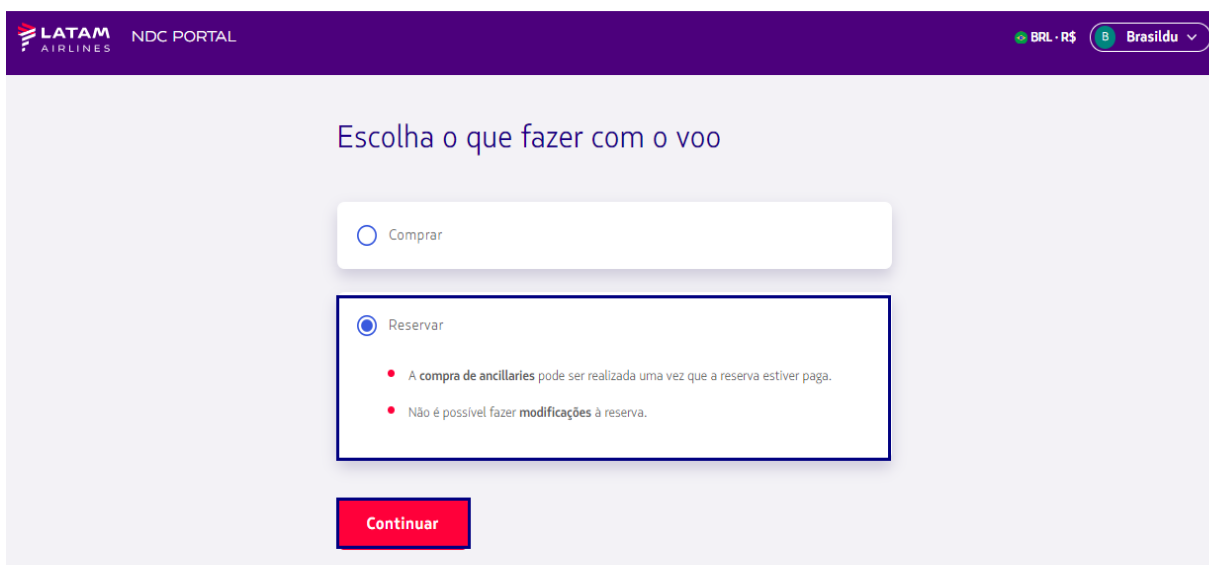 LATAM
AIRLINES
NDC PORTAL
BRL · R$
B
Brasildu
Escolha o que fazer com o voo
Comprar
Reservar
A compra de ancillaries pode ser realizada uma vez que a reserva estiver paga.
Não é possível fazer modificações à reserva.
Continuar